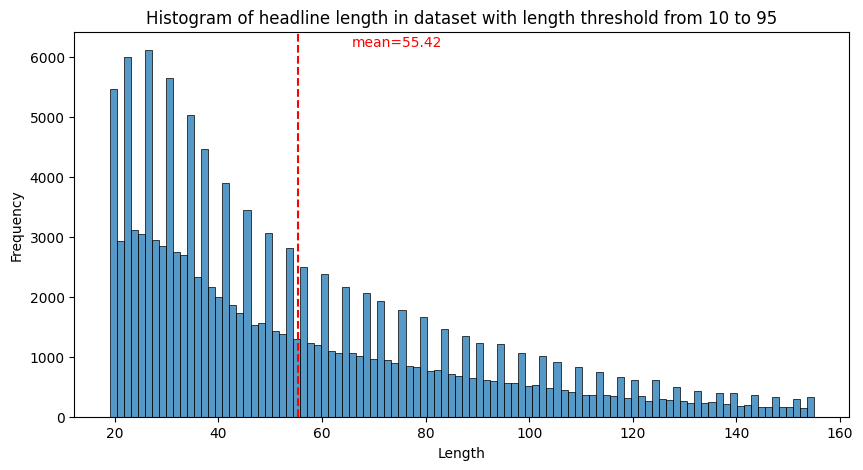 Histogram of headline length in dataset with length threshold from 10 to 95
mean=55.42
6000
5000
4000
3000
2000
1000
0
Frequency
20 40 60 80 100 120 140 160
Length